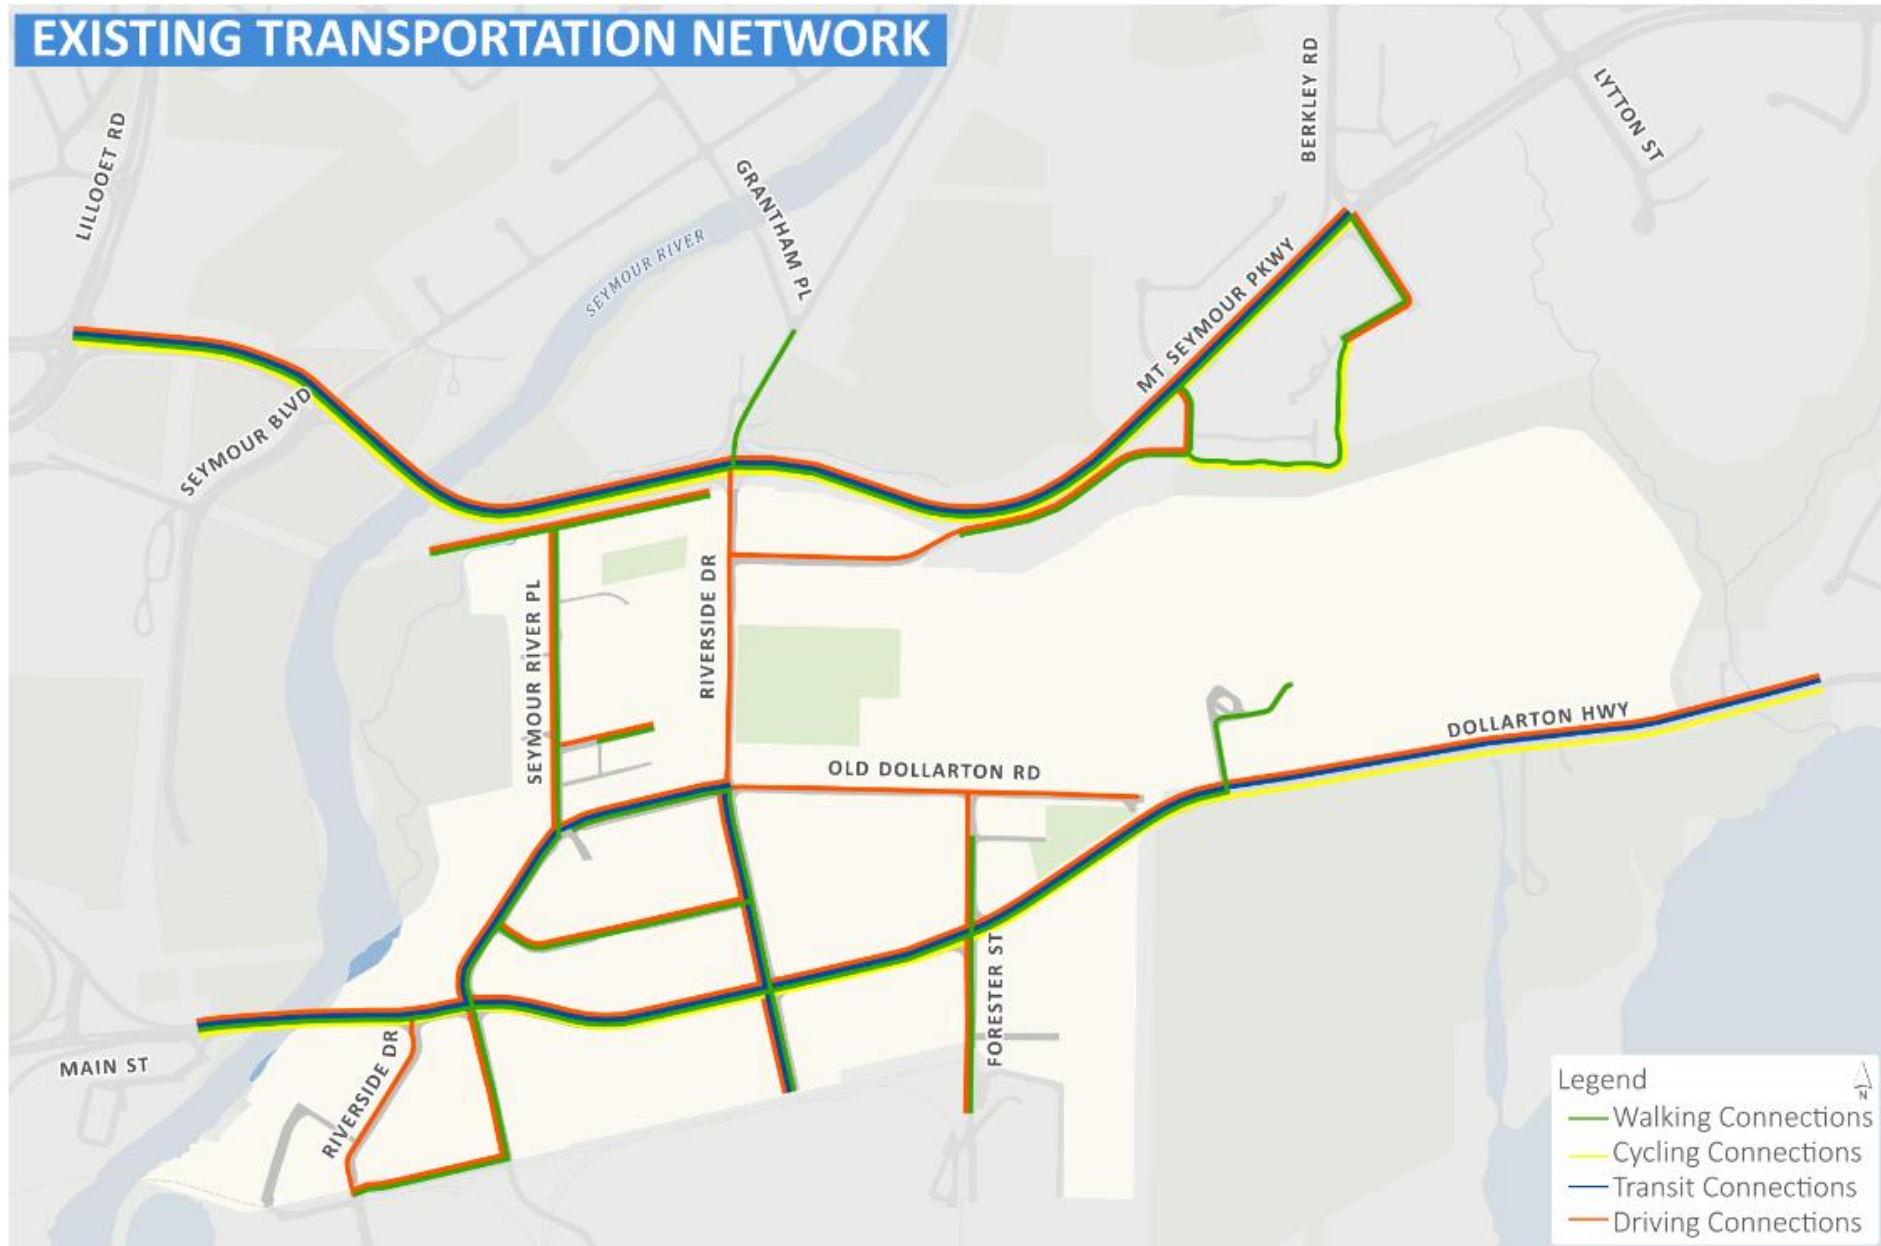 EXISTING TRANSPORTATION NETWORK
LILLOOET RD
GRANTHAM PL
BERKLEY RD
LYTTON ST
SEYMOUR RIVER
MT SEYMOUR PKWY
SEYMOUR BLVD
SEYMOUR RIVER PL
RIVERSIDE DR
DOLLARTON HWY
OLD DOLLARTON RD
FORESTER ST
MAIN ST
RIVERSIDE DR
Legend
N
Walking Connections
Cycling Connections
Transit Connections
Driving Connections